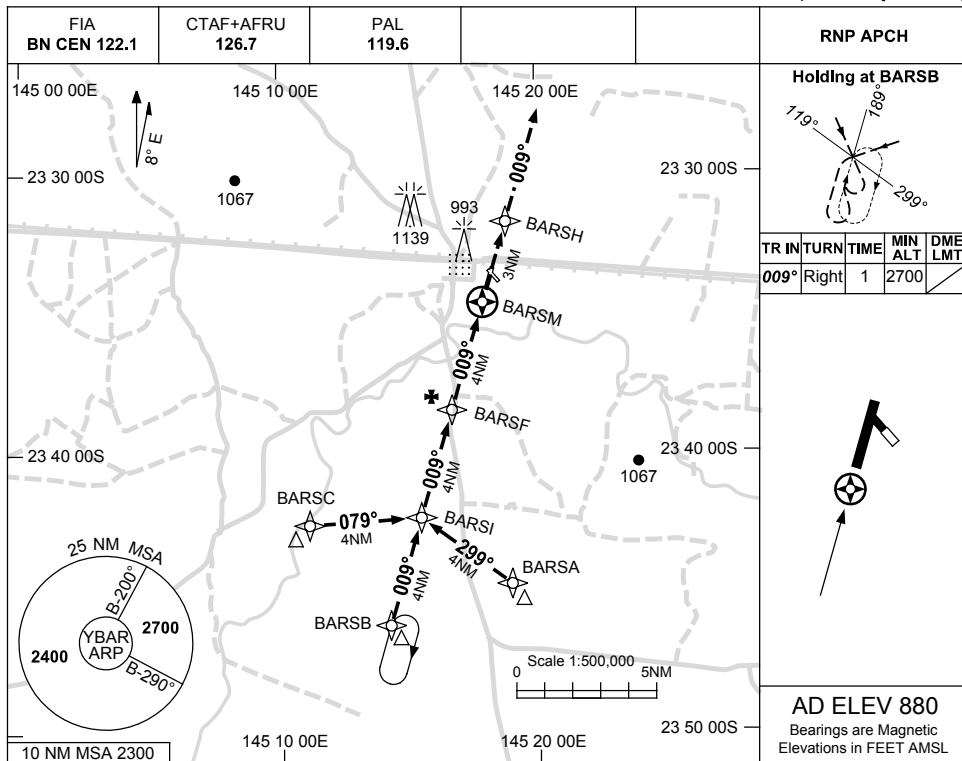 FIA
BN CEN 122.1
CTAF+AFRU
126.7
PAL
119.6
RNP APCH
145 00 00E
145 10 00E
145 20 00E
8° E
23 30 00S
23 30 00S
1067
1139
993
009°
BARSH
3NM
BARSM
009°
4NM
BARSF
23 40 00S
23 40 00S
1067
009°
4NM
BARSC
079°
4NM
BARSI
299°
4NM
BARSA
009°
4NM
BARSB
25 NM MSA
B-200°
2700
2400
YBAR
ARP
B-290°
10 NM MSA 2300
Scale 1:500,000
0
5NM
23 50 00S
145 10 00E
145 20 00E
Holding at BARSB
119°
189°
299°
TR IN
TURN
TIME
MIN
ALT
DME
LMT
009°
Right
1
2700
AD ELEV 880
Bearings are Magnetic
Elevations in FEET AMSL